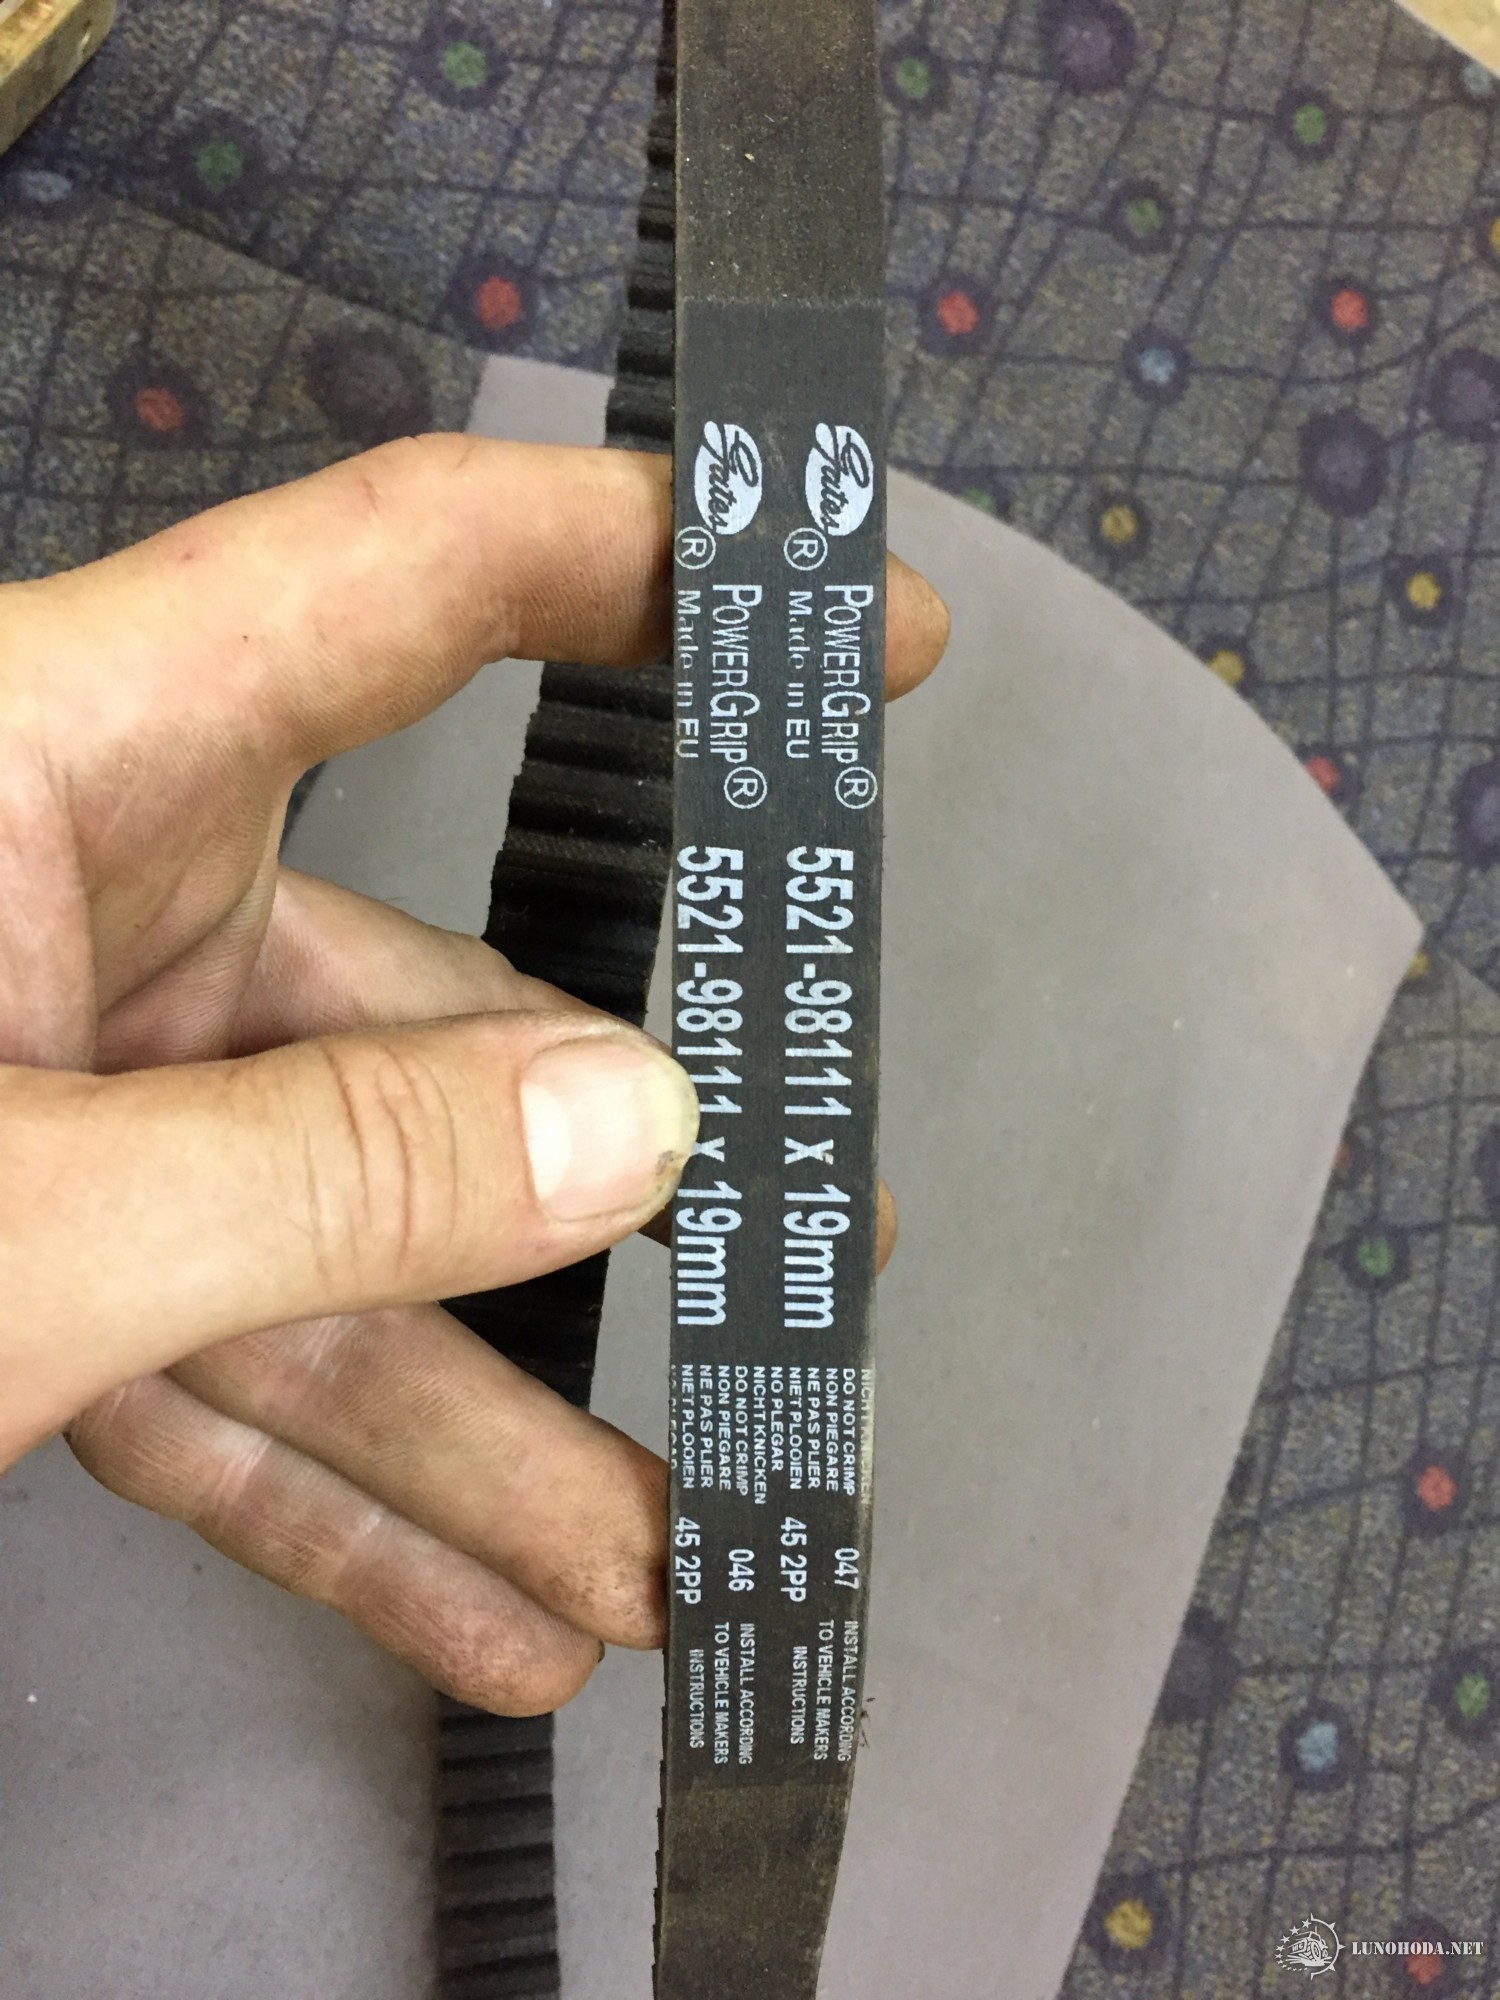 Gates ®
POWERGRIP®
Made in EU
5521-98111 x 19mm
DO NOT CRIMP
NON PIEGARE
NE PAS PLIER
NIET PLOOIEN
NO PLEGAR
047
45 2PP
INSTALL ACCORDING
TO VEHICLE MAKERS
INSTRUCTIONS
Gates ®
POWERGRIP®
Made in EU
5521-98111 x 19mm
NICHT KNICKEN
DO NOT CRIMP
NON PIEGARE
NE PAS PLIER
NIET PLOOIEN
046
45 2PP
INSTALL ACCORDING
TO VEHICLE MAKERS
INSTRUCTIONS
LUNOHODA.NET